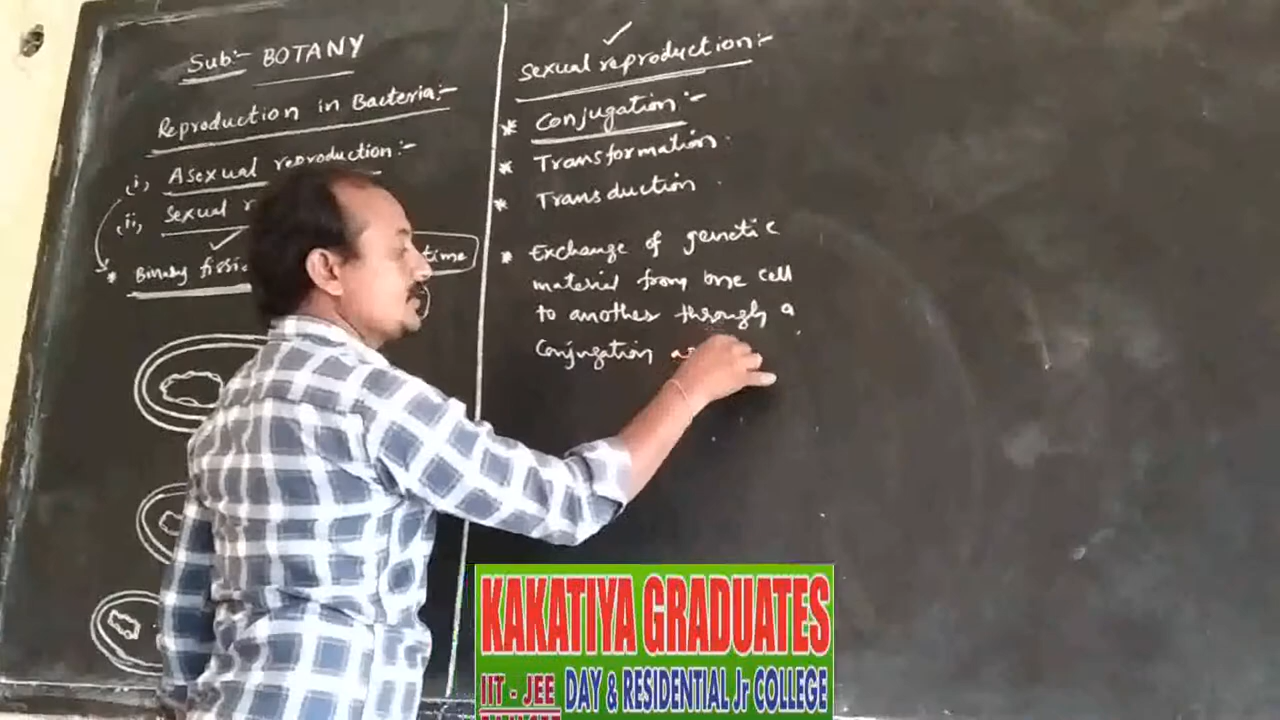 Sub:- BOTANY
Reproduction in Bacteria:-
(i) Asexual reproduction:-
(ii) Sexual
* Binary
time
Sexual reproduction:-
* Conjugation:-
* Transformation.
* Transduction.
* Exchange of genetic
material from one cell
to another through a
Conjugation
KAKATIYA GRADUATES
IIT - JEE DAY & RESIDENTIAL Jr COLLEGE